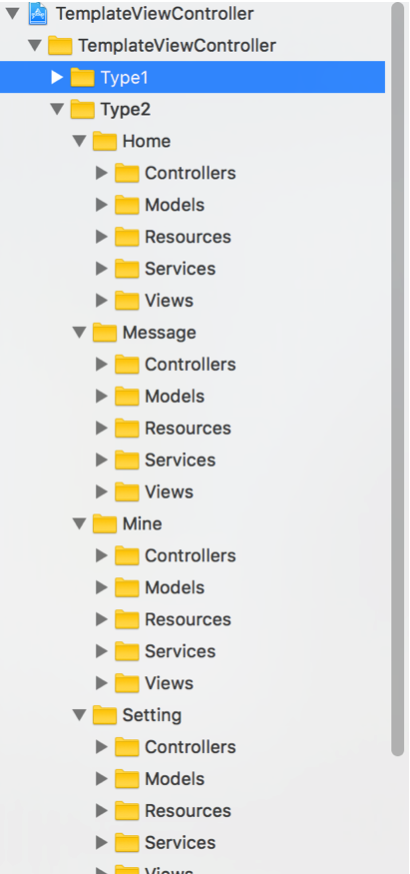 TemplateViewController
TemplateViewController
Type1
Type2
Home
Controllers
Models
Resources
Services
Views
Message
Controllers
Models
Resources
Services
Views
Mine
Controllers
Models
Resources
Services
Views
Setting
Controllers
Models
Resources
Services
Views